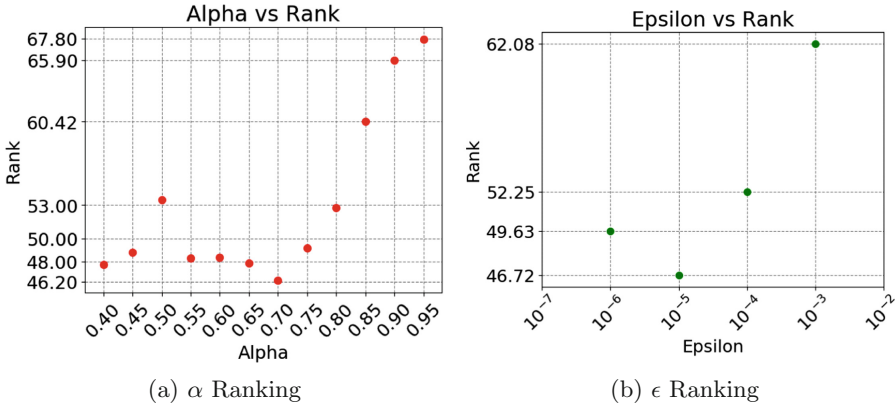 Alpha vs Rank
67.80
65.90
60.42
53.00
50.00
48.00
46.20
Rank
0.40 0.45 0.50 0.55 0.60 0.65 0.70 0.75 0.80 0.85 0.90 0.95
Alpha
(a) α Ranking
Epsilon vs Rank
62.08
52.25
49.63
46.72
Rank
10⁻⁷ 10⁻⁶ 10⁻⁵ 10⁻⁴ 10⁻³ 10⁻²
Epsilon
(b) ϵ Ranking